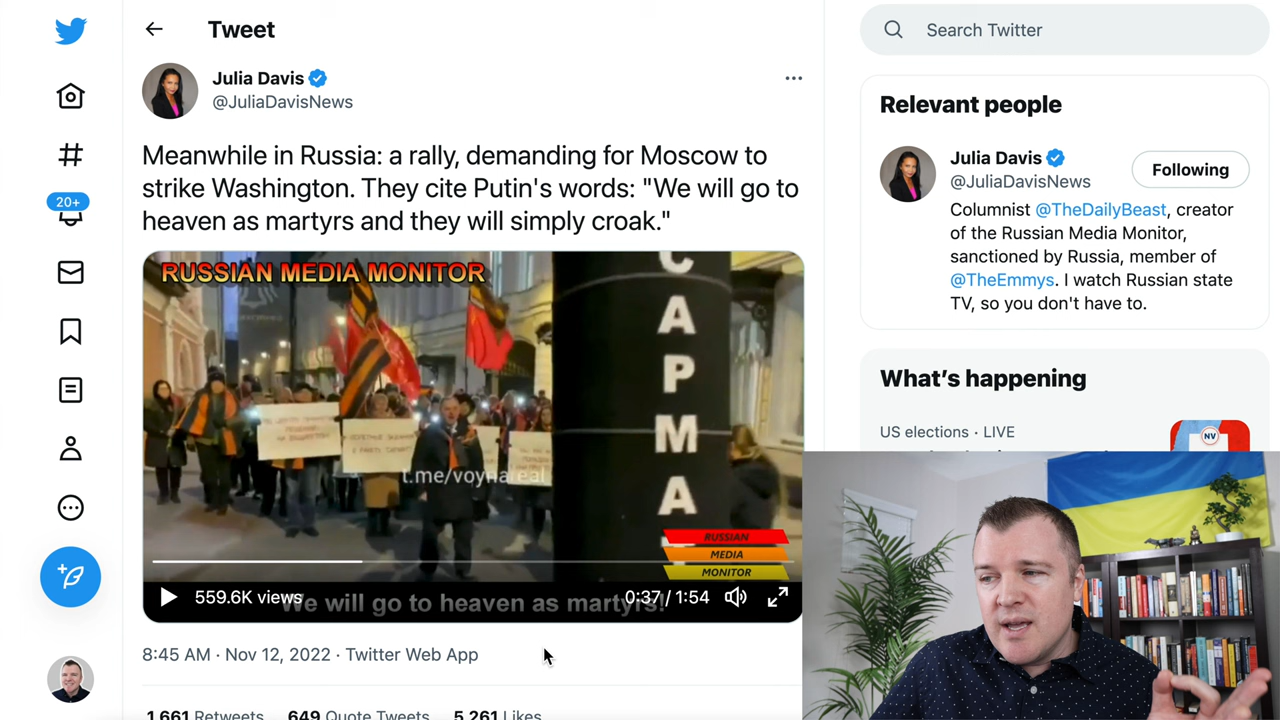 Tweet
Search Twitter
Julia Davis
@JuliaDavisNews
Meanwhile in Russia: a rally, demanding for Moscow to
strike Washington. They cite Putin's words: "We will go to
heaven as martyrs and they will simply croak."
RUSSIAN MEDIA MONITOR
САРМА
t.me/voynareal
RUSSIAN
MEDIA
MONITOR
559.6K views
We will go to heaven as martyrs!
0:37 / 1:54
8:45 AM · Nov 12, 2022 · Twitter Web App
1,661 Retweets 649 Quote Tweets 5,261 Likes
20+
Relevant people
Julia Davis
@JuliaDavisNews
Following
Columnist @TheDailyBeast, creator
of the Russian Media Monitor,
sanctioned by Russia, member of
@TheEmmys. I watch Russian state
TV, so you don't have to.
What's happening
US elections · LIVE
NV